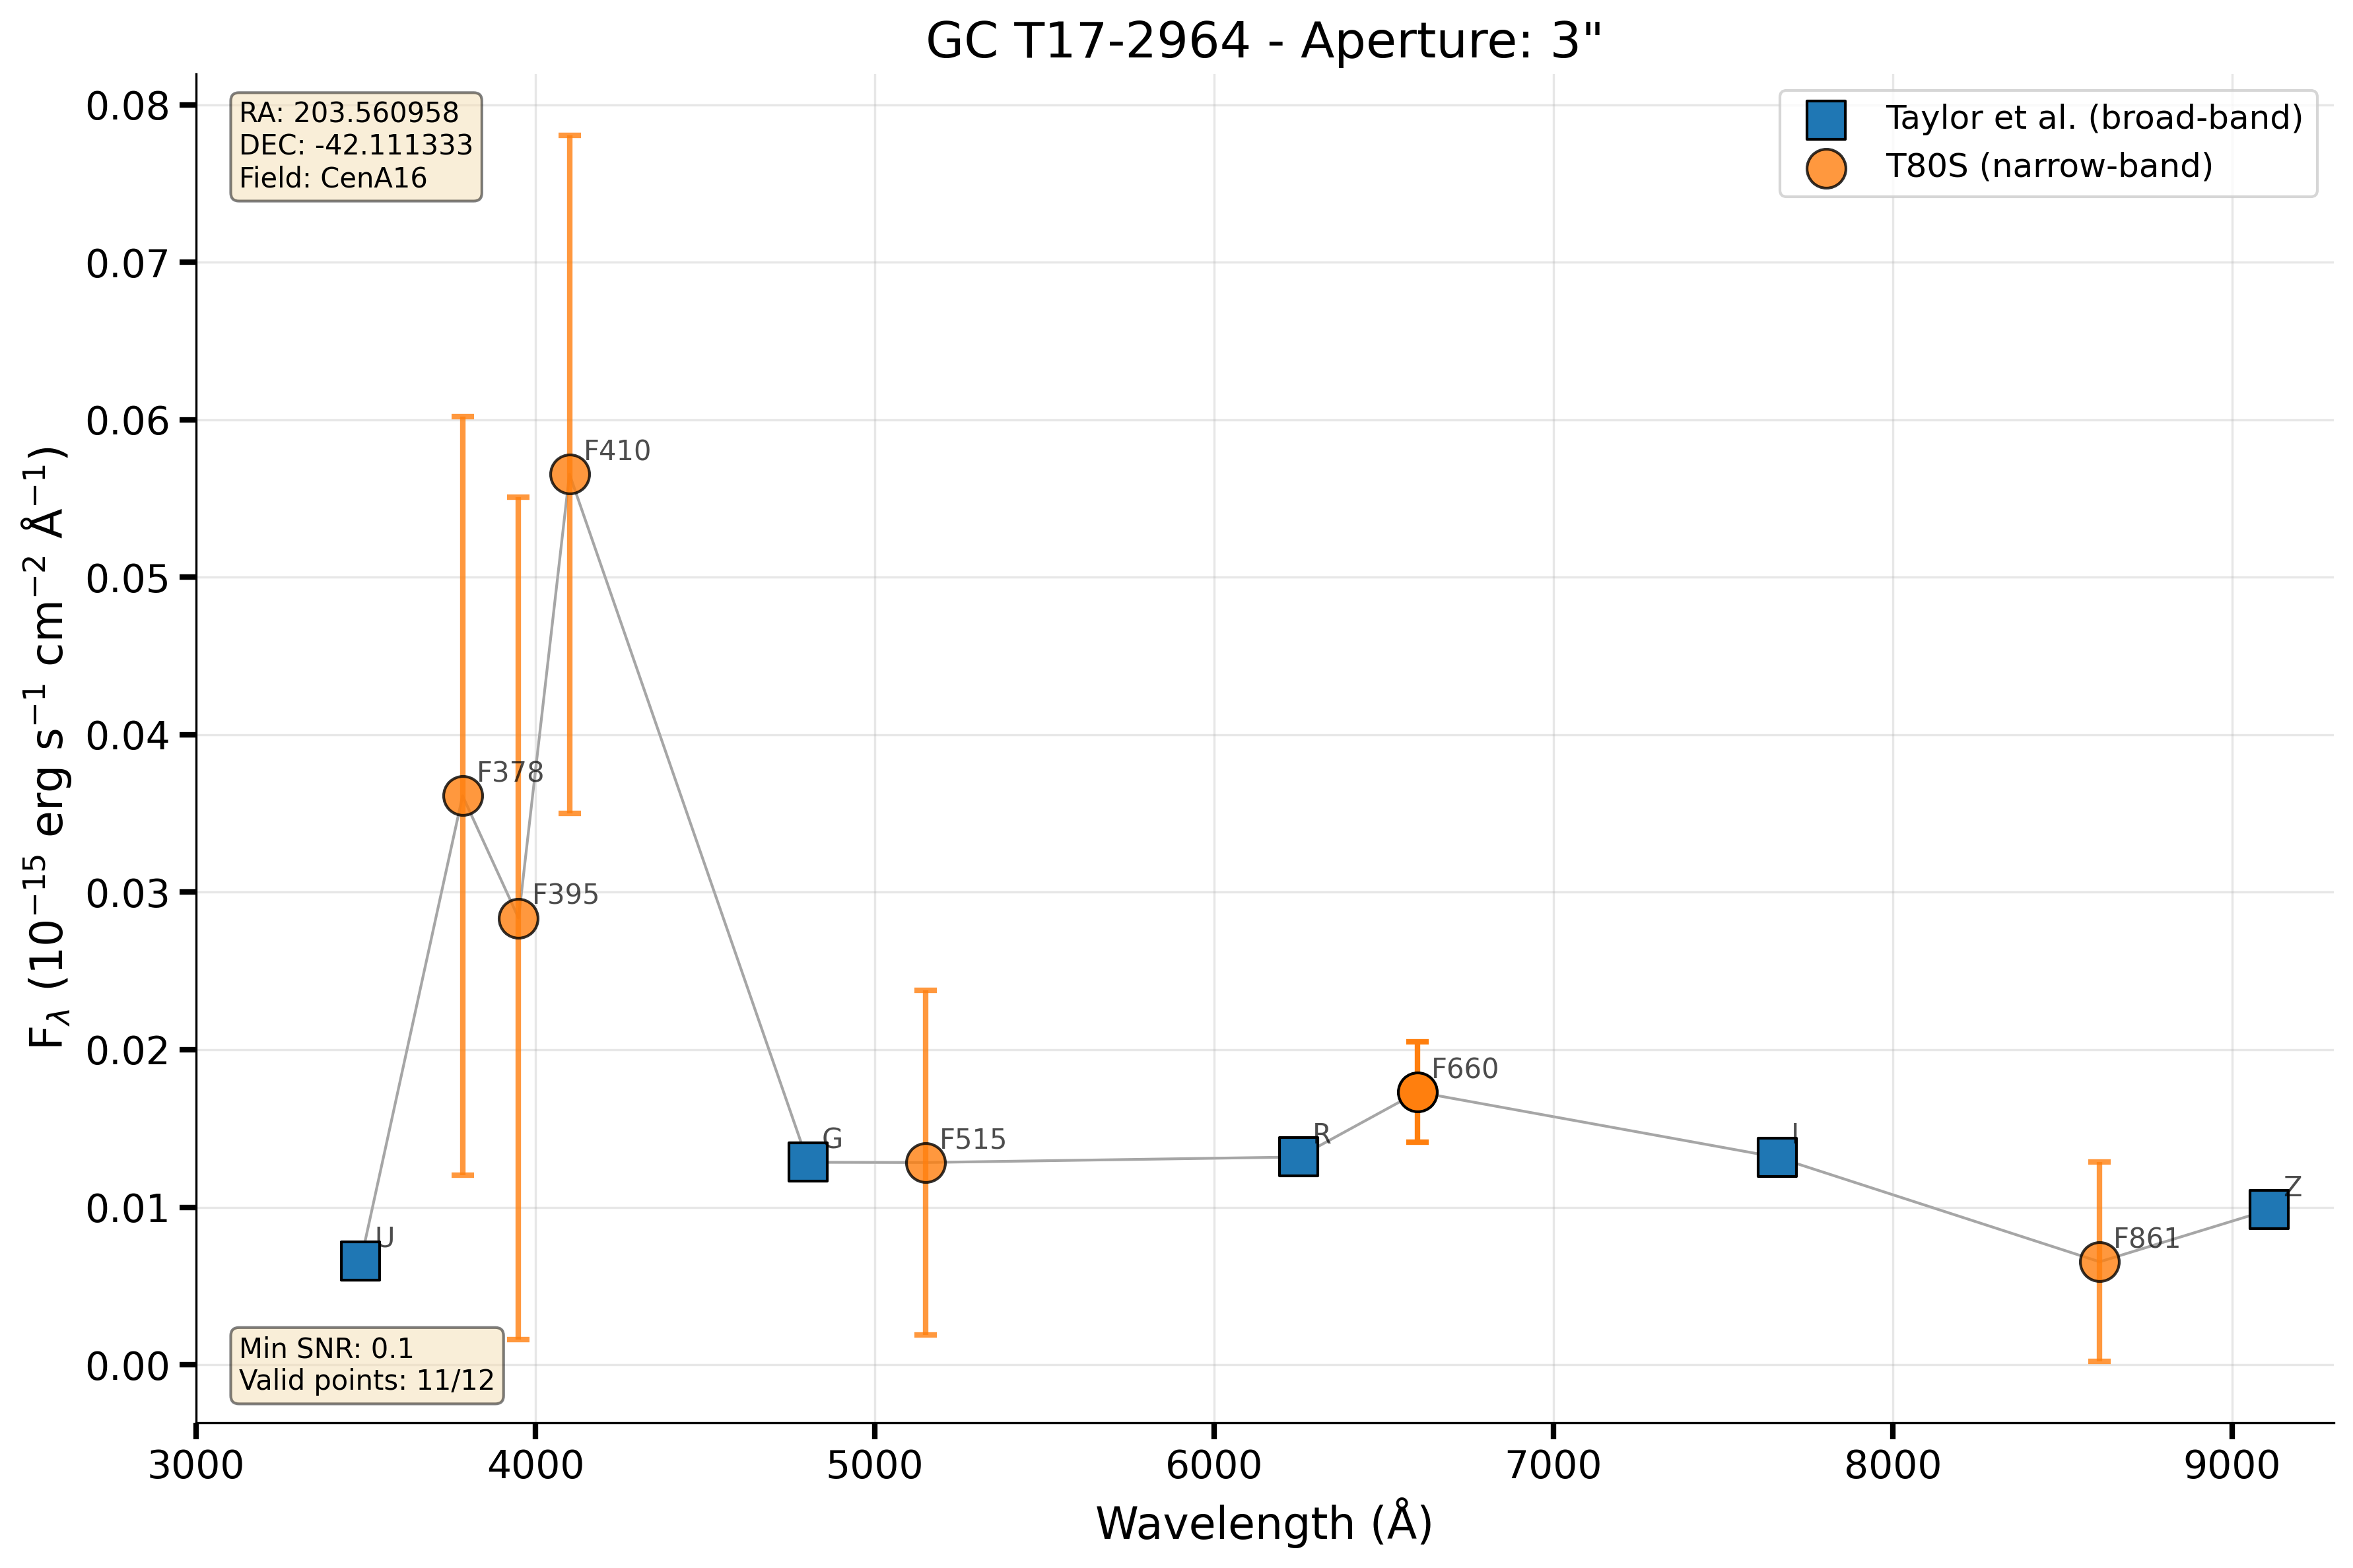 GC T17-2964 - Aperture: 3"
RA: 203.560958
DEC: -42.111333
Field: CenA16
Taylor et al. (broad-band)
T80S (narrow-band)
0.08
0.07
0.06
0.05
0.04
0.03
0.02
0.01
0.00
F_λ (10⁻¹⁵ erg s⁻¹ cm⁻² Å⁻¹)
F410
F378
F395
G
F515
R
F660
I
Z
U
F861
Min SNR: 0.1
Valid points: 11/12
3000 4000 5000 6000 7000 8000 9000
Wavelength (Å)